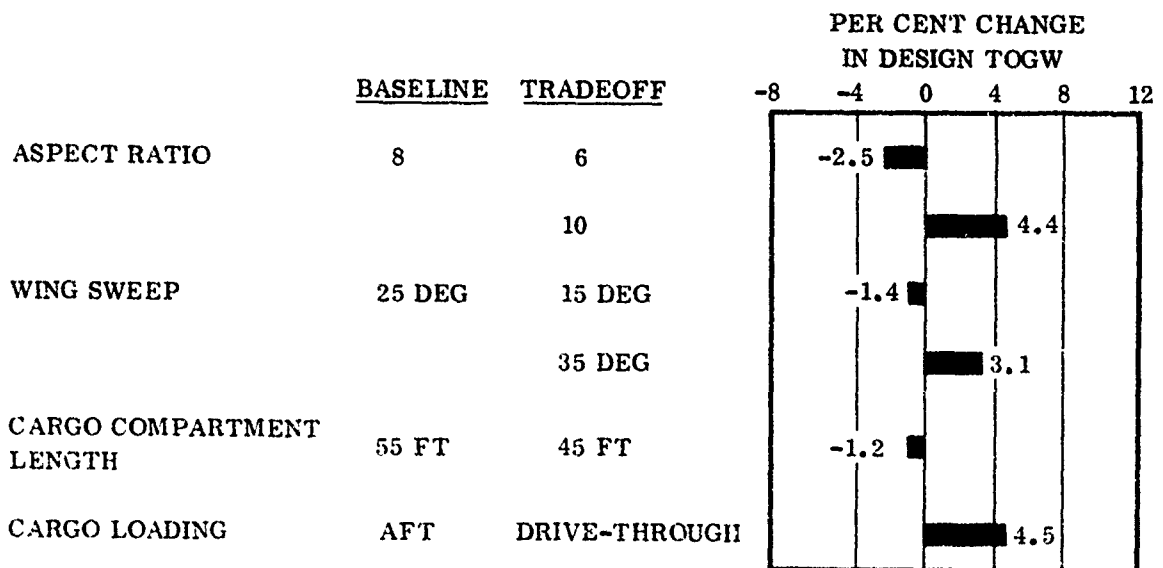 PER CENT CHANGE
IN DESIGN TOGW
BASELINE TRADEOFF -8 -4 0 4 8 12
ASPECT RATIO 8 6 -2.5
10 4.4
WING SWEEP 25 DEG 15 DEG -1.4
35 DEG 3.1
CARGO COMPARTMENT
LENGTH 55 FT 45 FT -1.2
CARGO LOADING AFT DRIVE-THROUGH 4.5